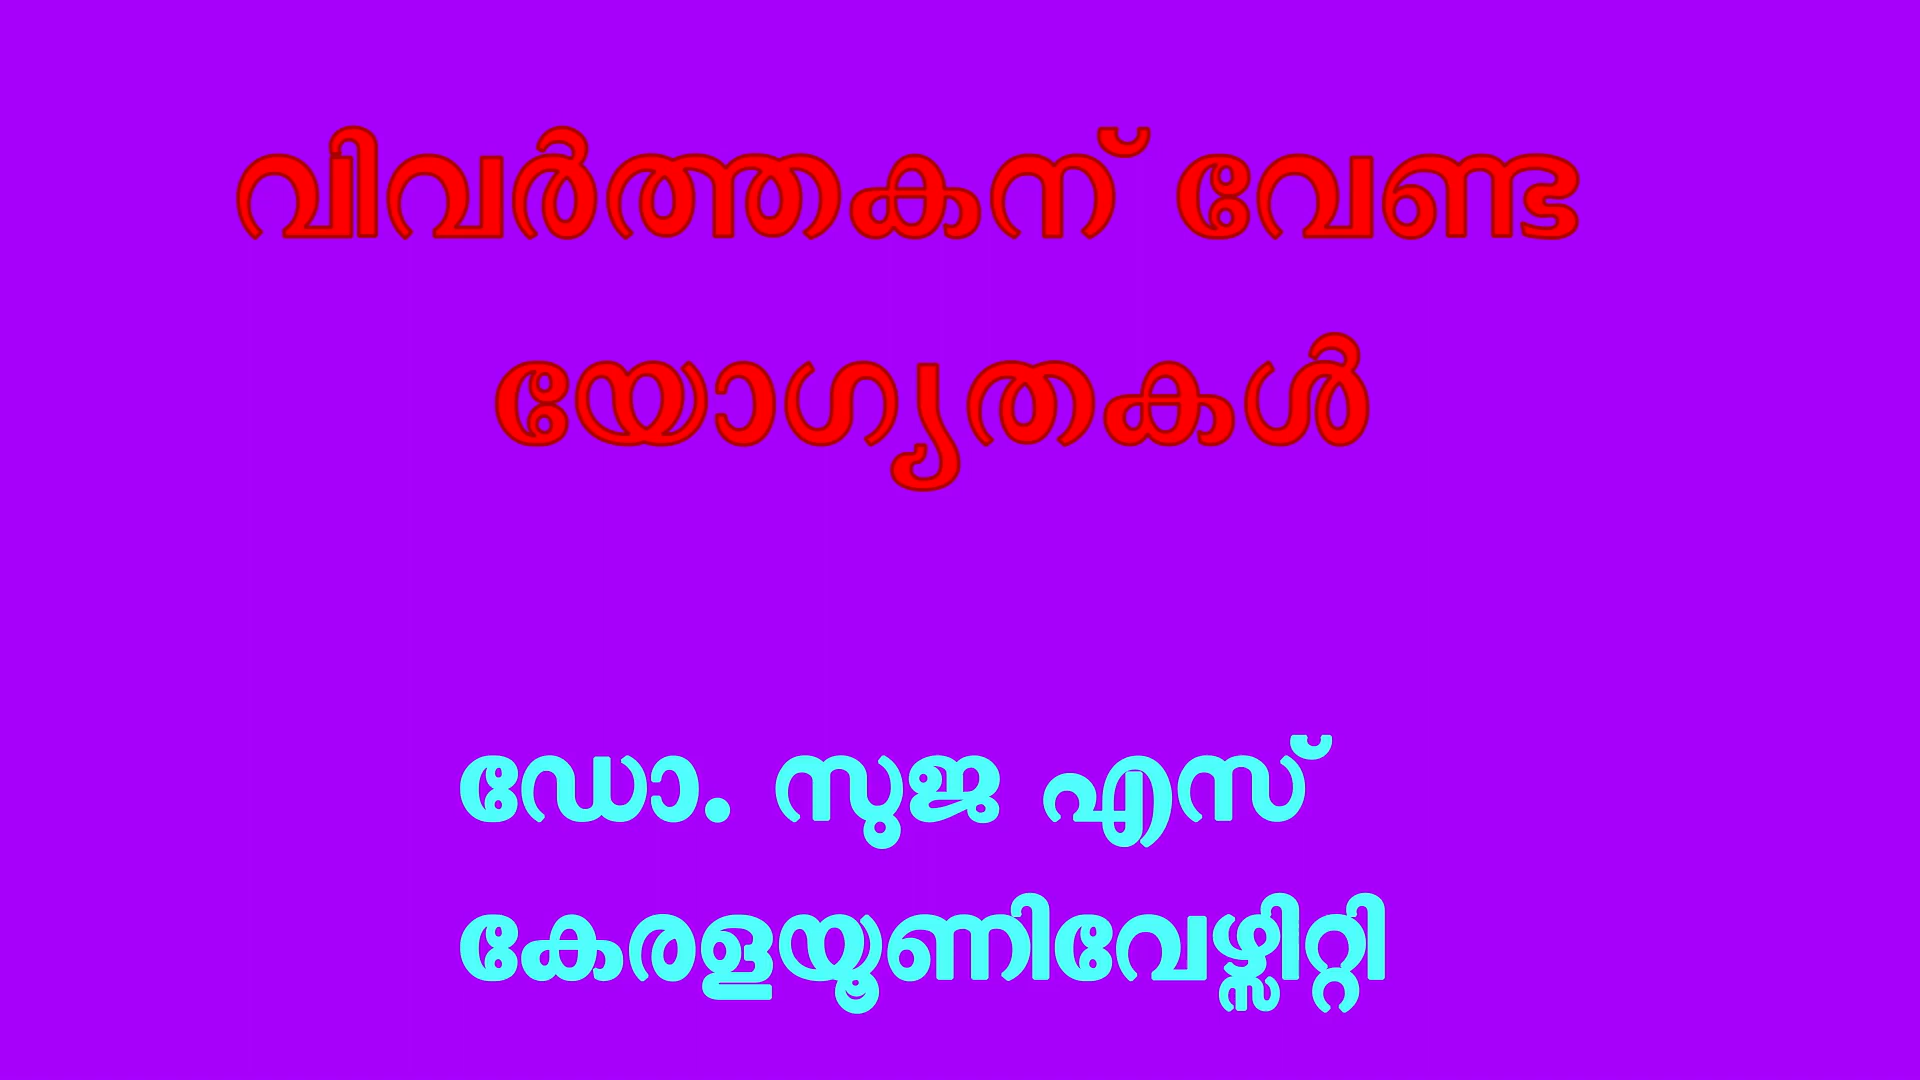 വിവർത്തകന് വേണ്ട
യോഗ്യതകൾ
ഡോ. സുജ എസ്
കേരളയൂണിവേഴ്സിറ്റി